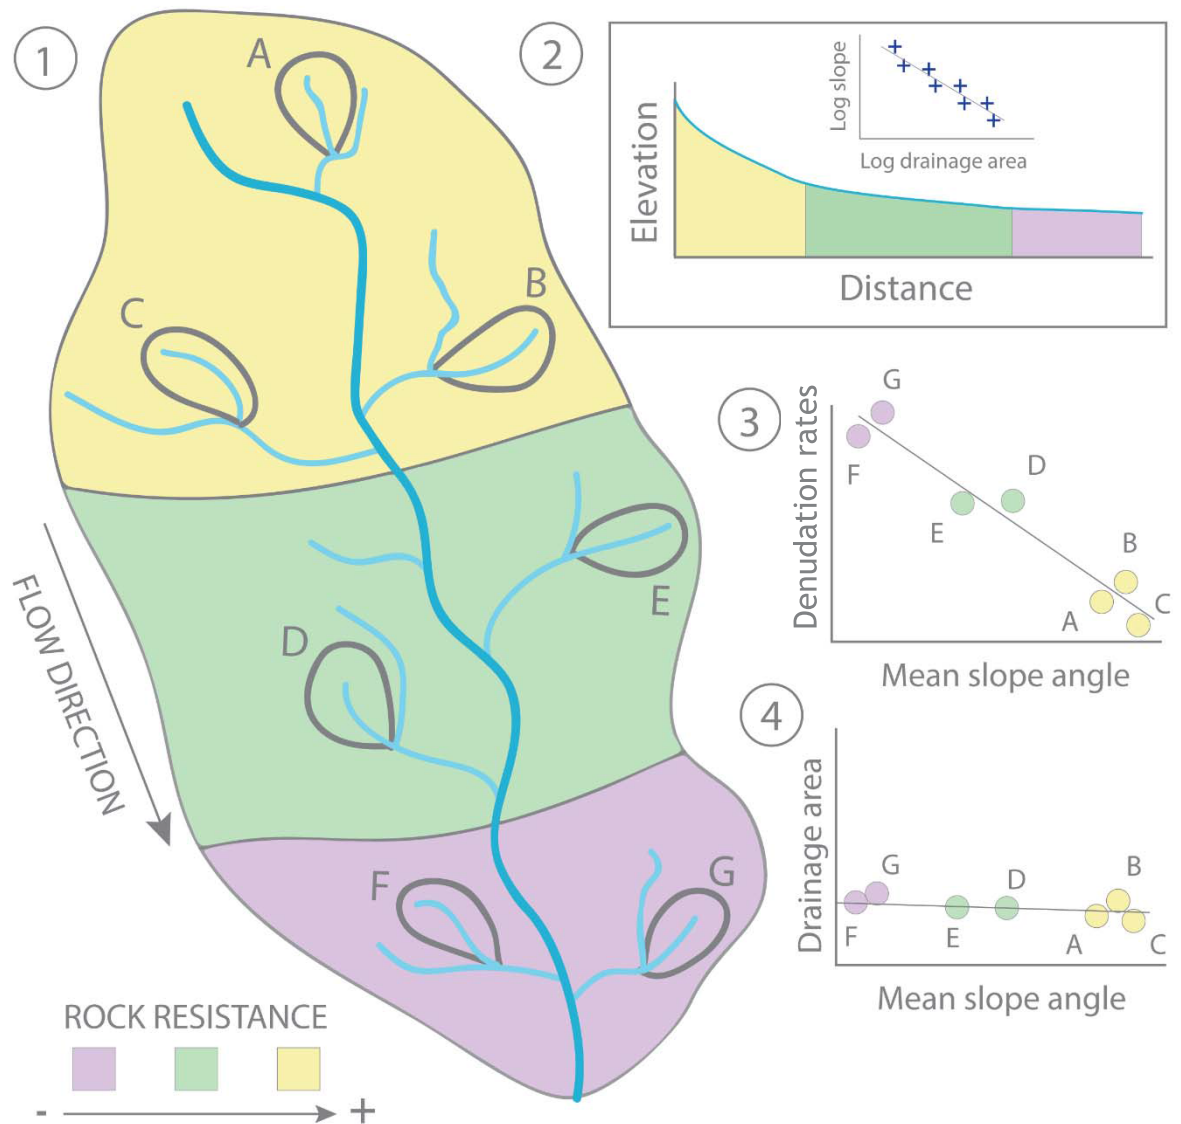 1
A
B
C
D
E
F
G
FLOW DIRECTION
ROCK RESISTANCE
- +
2
Elevation
Distance
Log slope
Log drainage area
3
Denudation rates
Mean slope angle
G
F
D
E
B
A
C
4
Drainage area
Mean slope angle
G
F
D
E
B
A
C